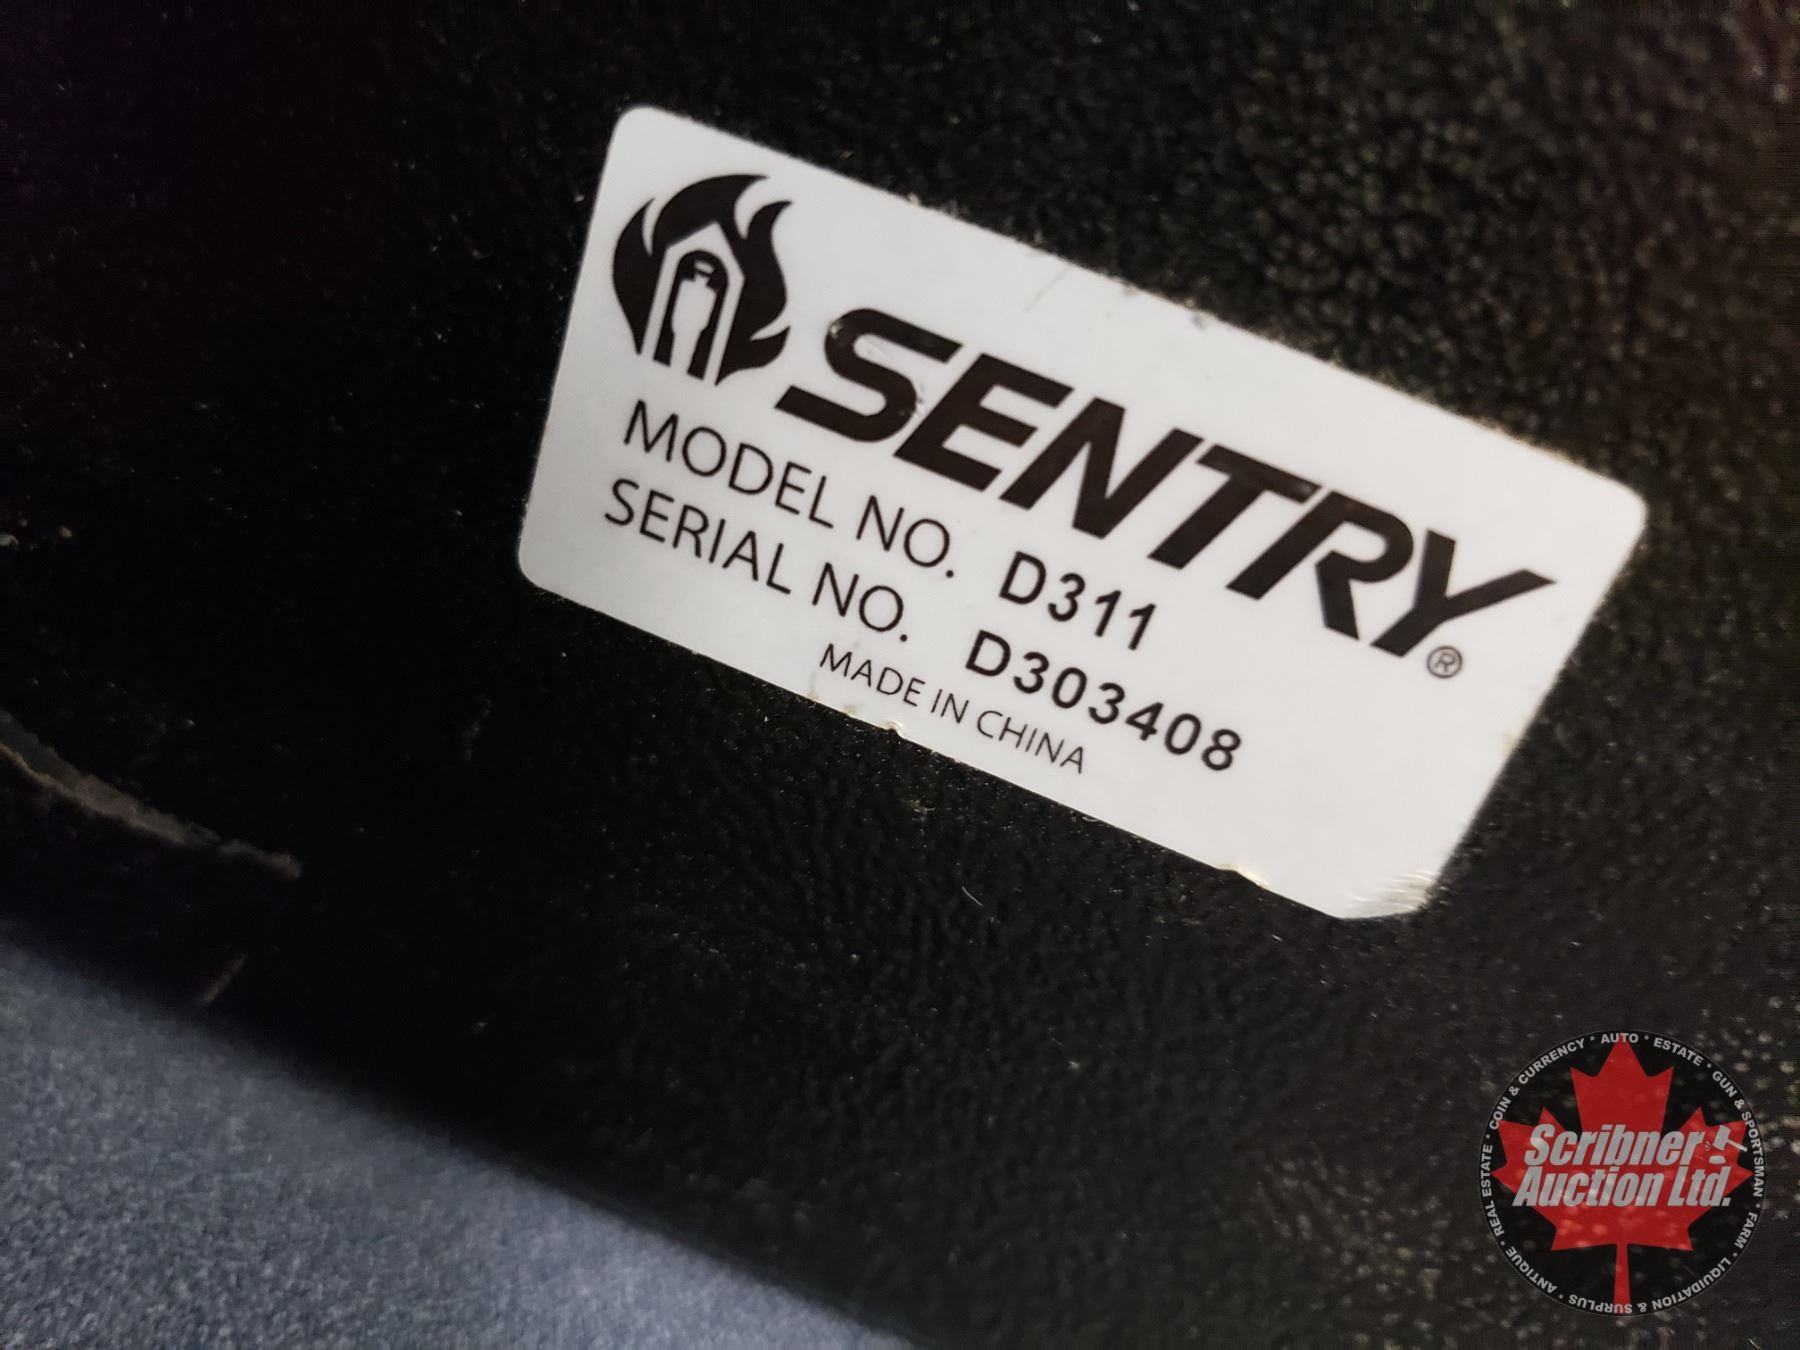 SENTRY®
MODEL NO. D311
SERIAL NO. D303408
MADE IN CHINA
Scribner
Auction Ltd.
ANTIQUE * REAL ESTATE * COIN & CURRENCY * AUTO * ESTATE * GUN & SPORTSMAN * FARM * LIQUIDATION & SURPLUS *